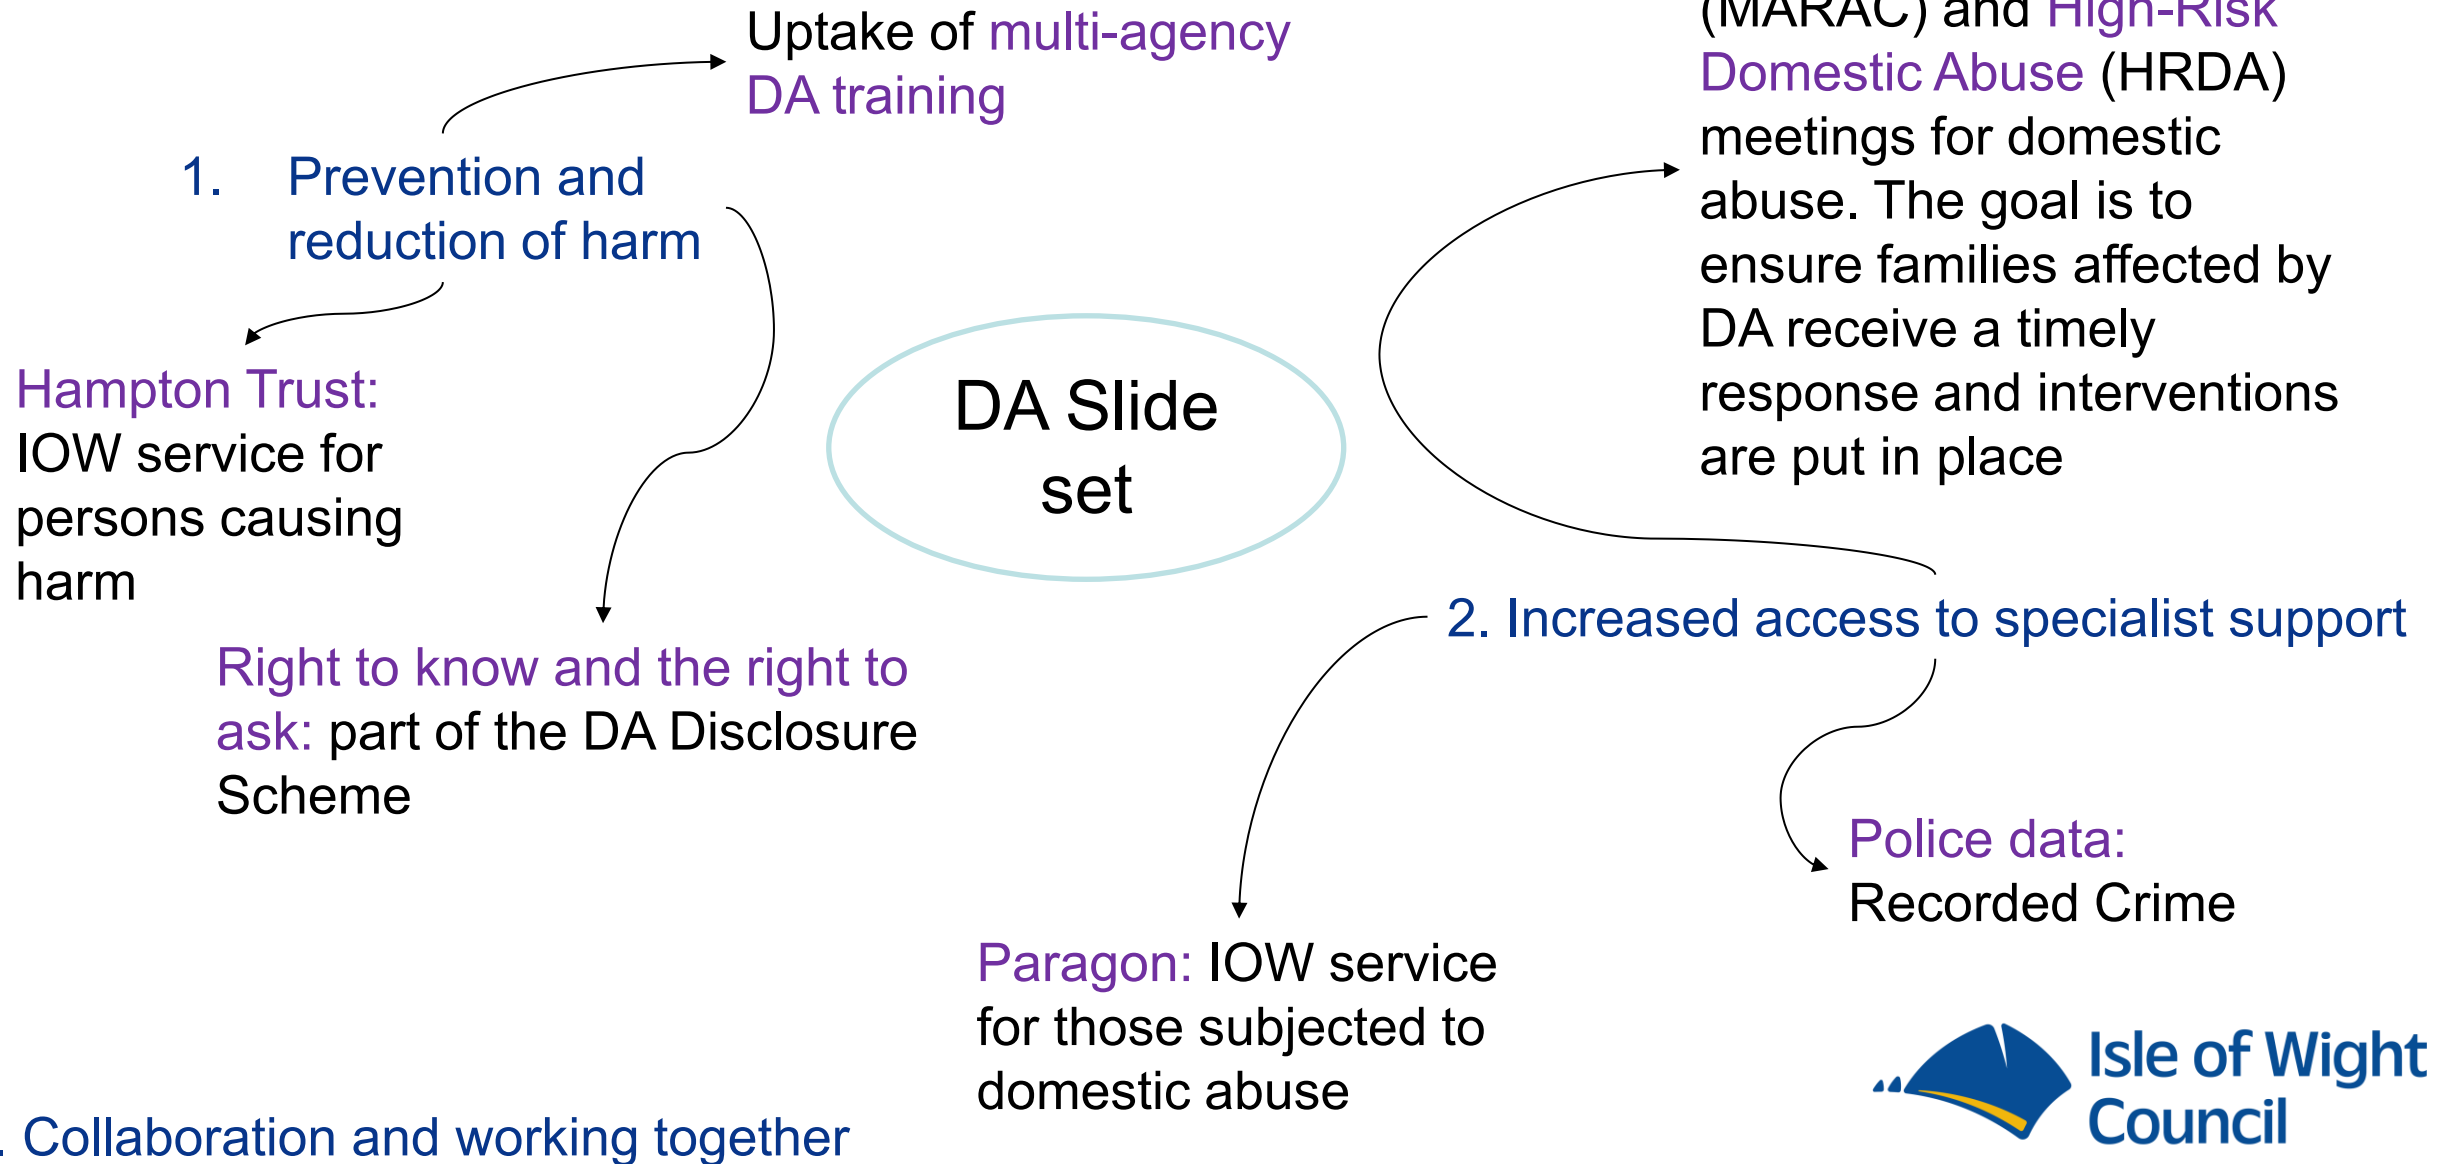 Uptake of multi-agency
DA training
1. Prevention and
reduction of harm
Hampton Trust:
IOW service for
persons causing
harm
Right to know and the right to
ask: part of the DA Disclosure
Scheme
DA Slide
set
(MARAC) and High-Risk
Domestic Abuse (HRDA)
meetings for domestic
abuse. The goal is to
ensure families affected by
DA receive a timely
response and interventions
are put in place
2. Increased access to specialist support
Police data:
Recorded Crime
Paragon: IOW service
for those subjected to
domestic abuse
. Collaboration and working together
Isle of Wight
Council